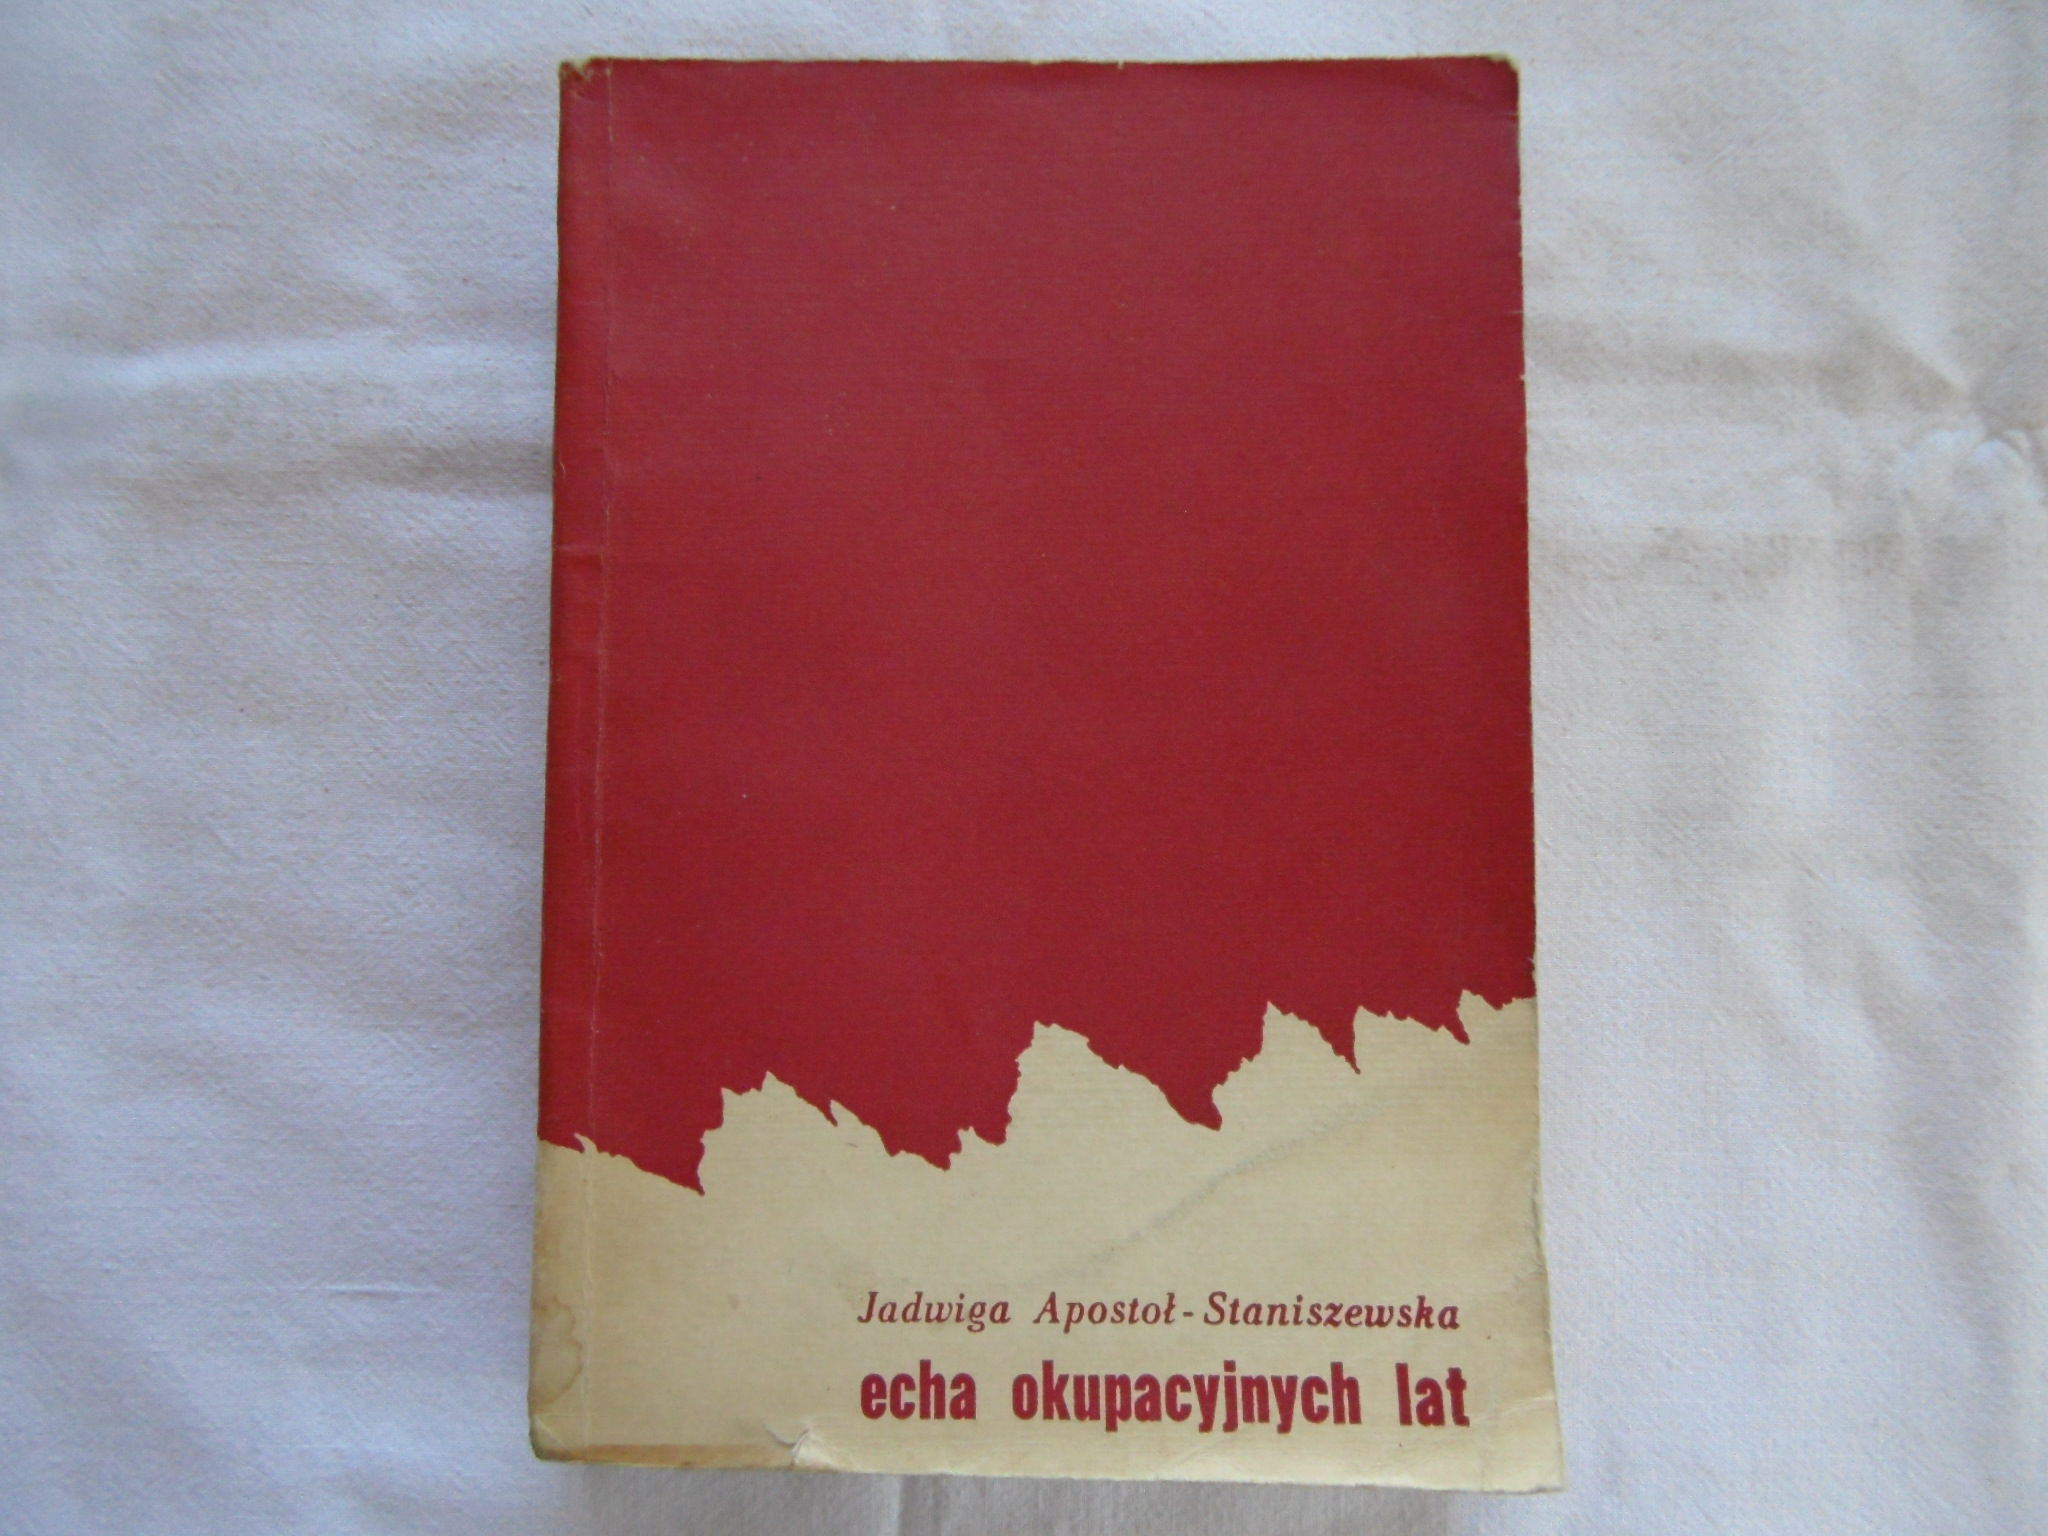 Jadwiga Apostoł-Staniszewska
echa okupacyjnych lat